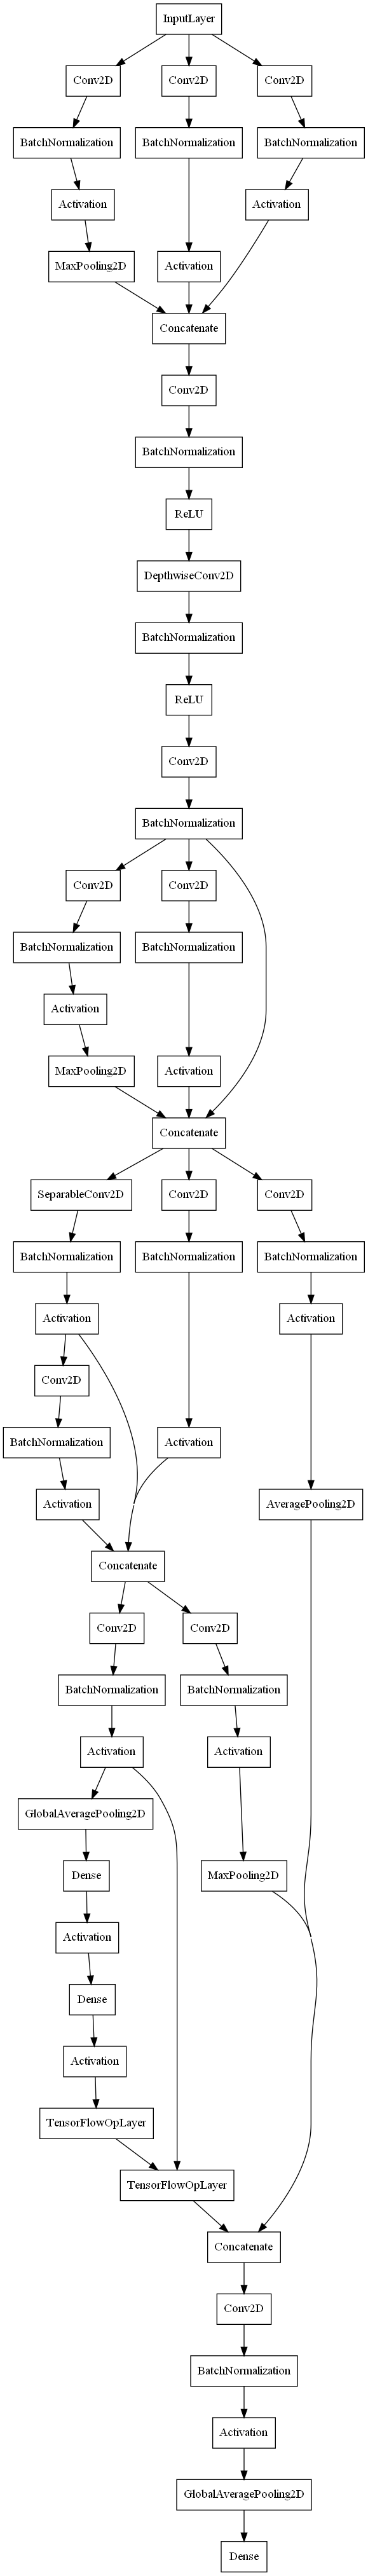 InputLayer
Conv2D Conv2D Conv2D
BatchNormalization BatchNormalization BatchNormalization
Activation Activation
MaxPooling2D Activation
Concatenate
Conv2D
BatchNormalization
ReLU
DepthwiseConv2D
BatchNormalization
ReLU
Conv2D
BatchNormalization
Conv2D Conv2D
BatchNormalization BatchNormalization
Activation
MaxPooling2D Activation
Concatenate
SeparableConv2D Conv2D Conv2D
BatchNormalization BatchNormalization BatchNormalization
Activation Activation
Conv2D
BatchNormalization Activation
Activation AveragePooling2D
Concatenate
Conv2D Conv2D
BatchNormalization BatchNormalization
Activation Activation
GlobalAveragePooling2D
Dense MaxPooling2D
Activation
Dense
Activation
TensorFlowOpLayer
TensorFlowOpLayer
Concatenate
Conv2D
BatchNormalization
Activation
GlobalAveragePooling2D
Dense